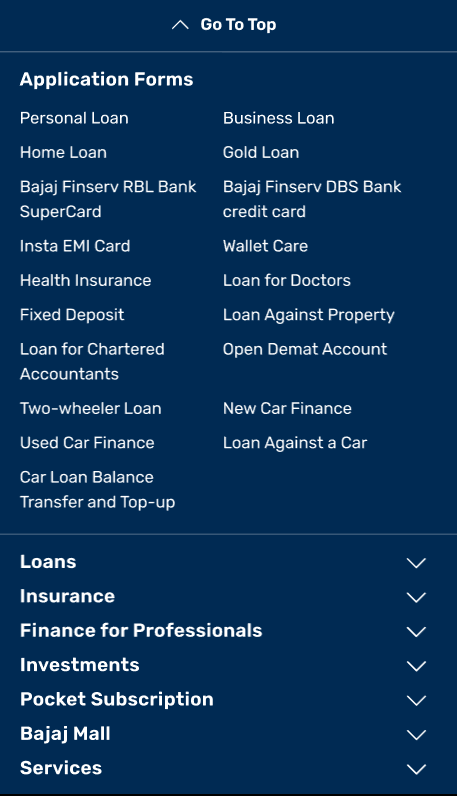 Go To Top
Application Forms
Personal Loan
Business Loan
Home Loan
Gold Loan
Bajaj Finserv RBL Bank
SuperCard
Bajaj Finserv DBS Bank
credit card
Insta EMI Card
Wallet Care
Health Insurance
Loan for Doctors
Fixed Deposit
Loan Against Property
Loan for Chartered
Accountants
Open Demat Account
Two-wheeler Loan
New Car Finance
Used Car Finance
Loan Against a Car
Car Loan Balance
Transfer and Top-up
Loans
Insurance
Finance for Professionals
Investments
Pocket Subscription
Bajaj Mall
Services